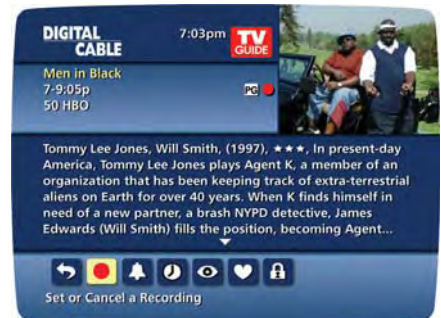 DIGITAL
CABLE
7:03pm
TV
GUIDE
Men in Black
7-9:05p
PG
50 HBO
Tommy Lee Jones, Will Smith, (1997), ★★★, In present-day
America, Tommy Lee Jones plays Agent K, a member of an
organization that has been keeping track of extra-terrestrial
aliens on Earth for over 40 years. When K finds himself in
need of a new partner, a brash NYPD detective, James
Edwards (Will Smith) fills the position, becoming Agent...
Set or Cancel a Recording